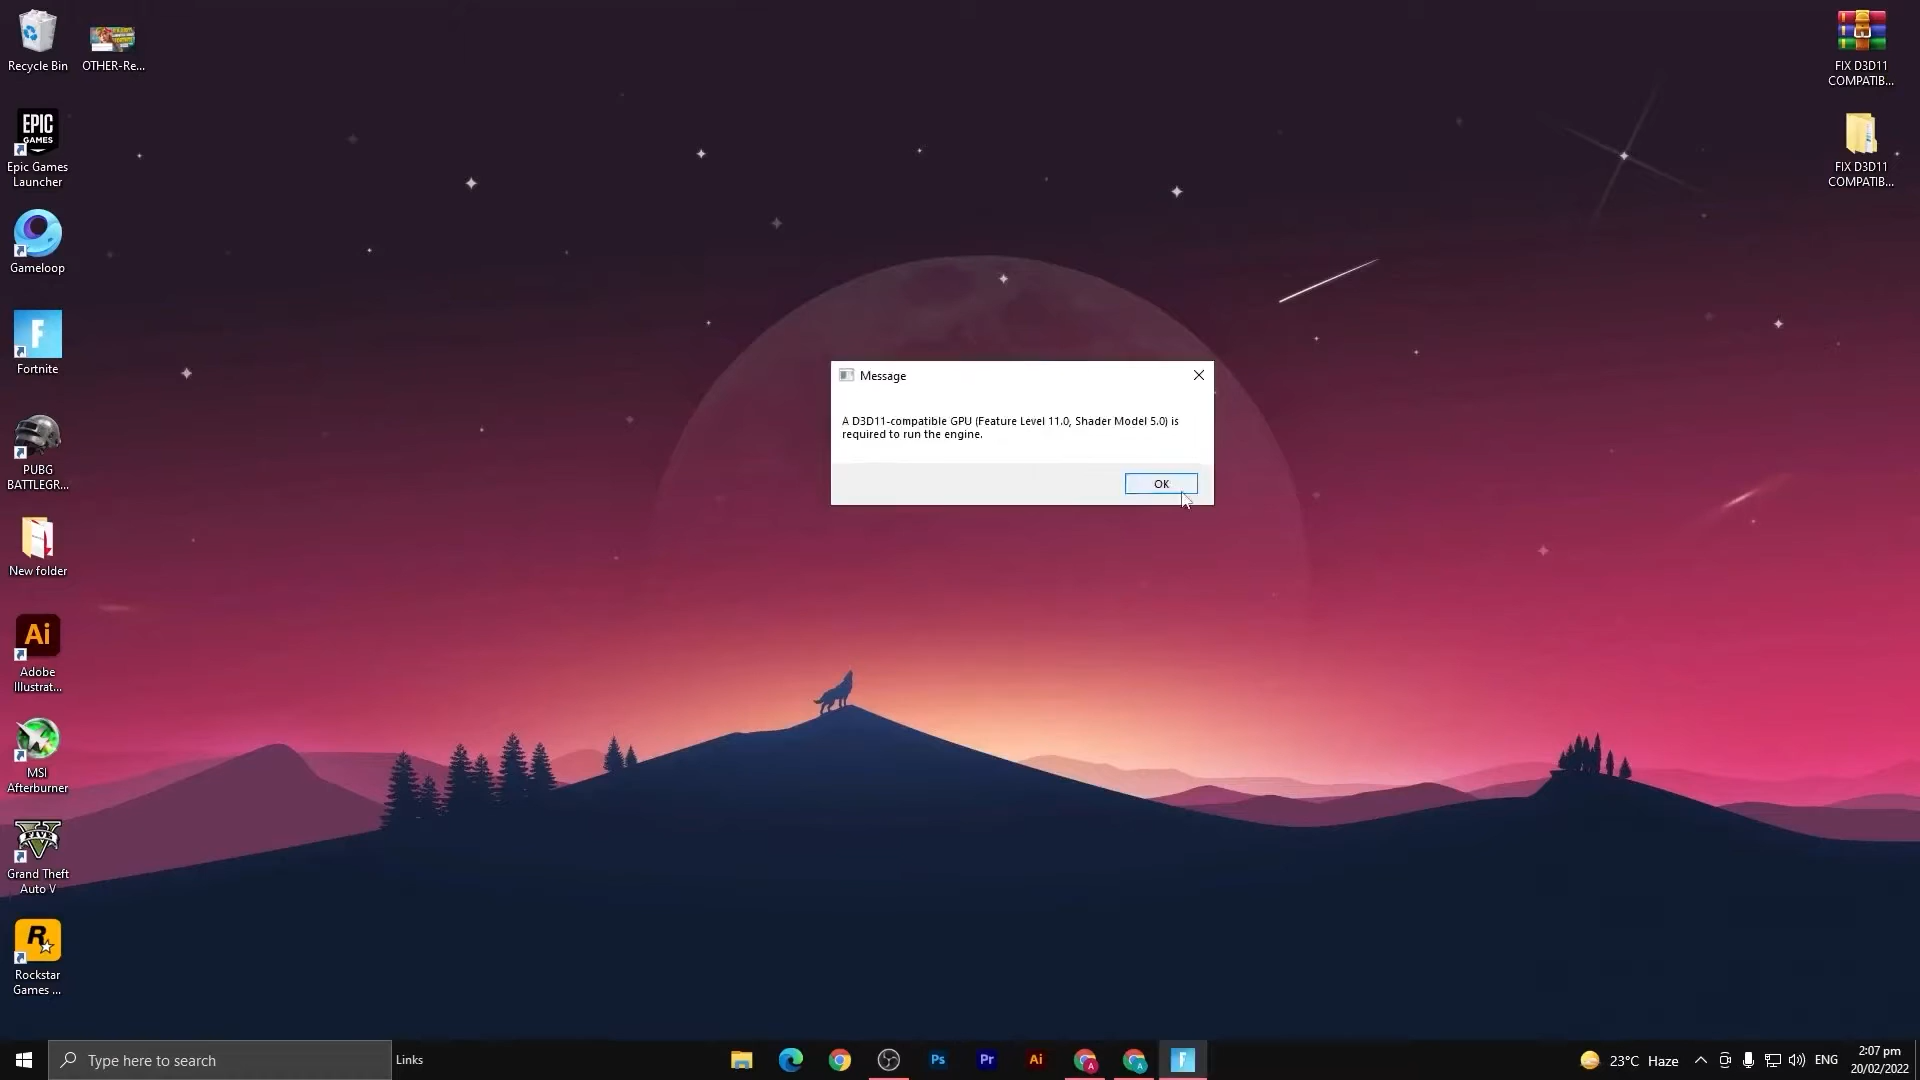 Recycle Bin
OTHER-Re...
EPIC
GAMES
Epic Games
Launcher
Gameloop
F
Fortnite
PUBG
BATTLEGR...
New folder
Ai
Adobe
Illustrat...
MSI
Afterburner
V
FIVE
Grand Theft
Auto V
R
Rockstar
Games ...
FIX D3D11
COMPATIB...
FIX D3D11
COMPATIB...
Message
A D3D11-compatible GPU (Feature Level 11.0, Shader Model 5.0) is
required to run the engine.
OK
Type here to search
Links
Ps
Pr
Ai
A
A
F
23°C Haze
ENG
2:07 pm
20/02/2022